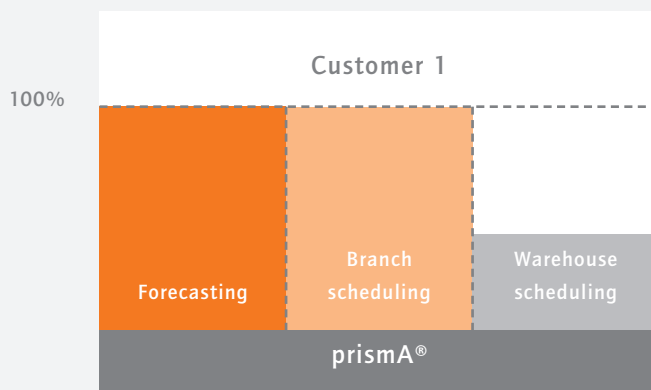 Customer 1
100%
Forecasting
Branch
scheduling
Warehouse
scheduling
prismA®